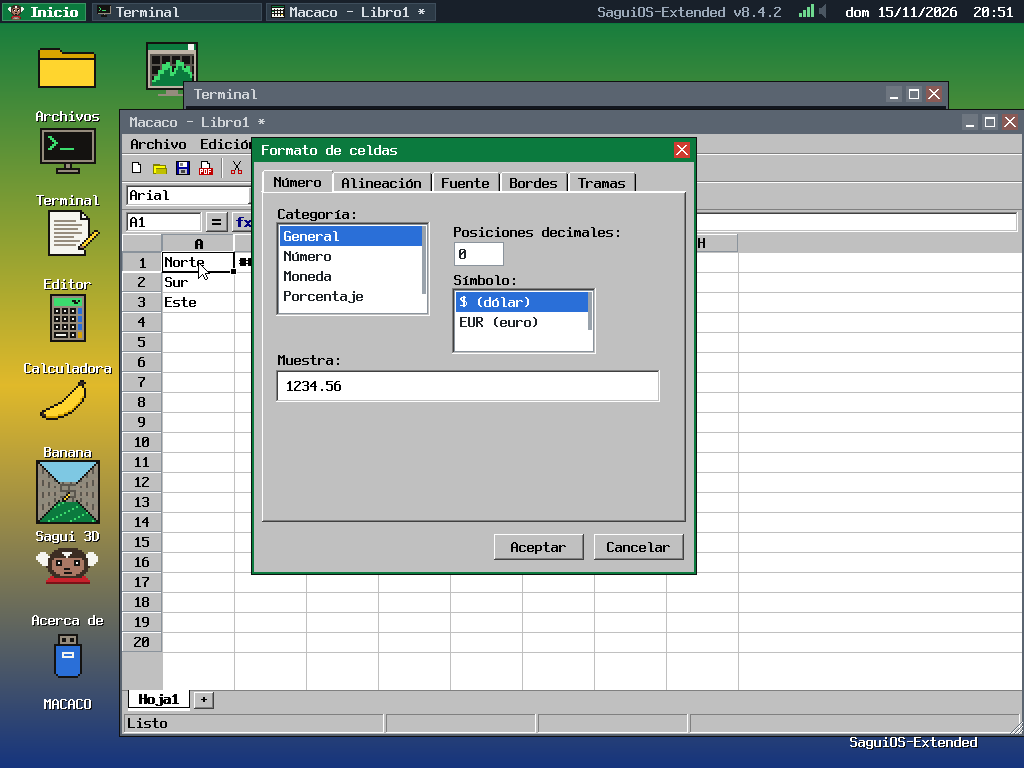 Inicio
Terminal
Macaco - Libro1 *
SaguiOS-Extended v8.4.2
dom 15/11/2026
20:51
Archivos
Terminal
Editor
Calculadora
Banana
Sagui 3D
Acerca de
MACACO
Terminal
Macaco - Libro1 *
Archivo
Arial
A1
=
fx
A
H
1
Norte
2
Sur
3
Este
4
5
6
7
8
9
10
11
12
13
14
15
16
17
18
19
20
Formato de celdas
Número
Alineación
Fuente
Bordes
Tramas
Categoría:
General
Número
Moneda
Porcentaje
Posiciones decimales:
0
Símbolo:
$ (dólar)
EUR (euro)
Muestra:
1234.56
Aceptar
Cancelar
Hoja1
+
Listo
SaguiOS-Extended